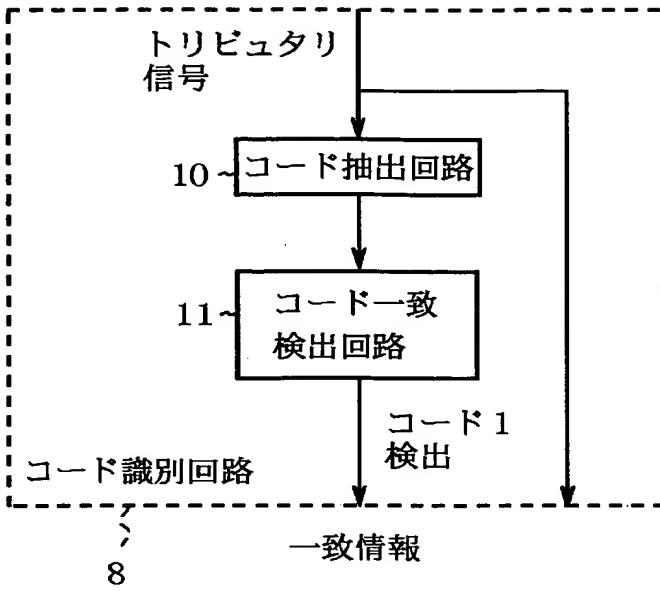 トリビュタリ
信号
10
コード抽出回路
11
コード一致
検出回路
コード1
検出
コード識別回路
8
一致情報